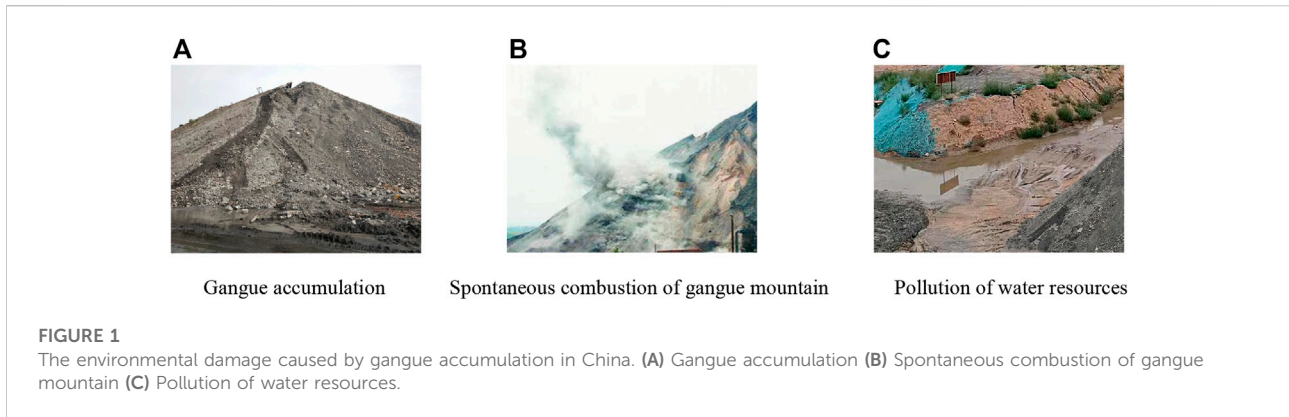 A
B
C
Gangue accumulation
Spontaneous combustion of gangue mountain
Pollution of water resources
FIGURE 1
The environmental damage caused by gangue accumulation in China. (A) Gangue accumulation (B) Spontaneous combustion of gangue
mountain (C) Pollution of water resources.